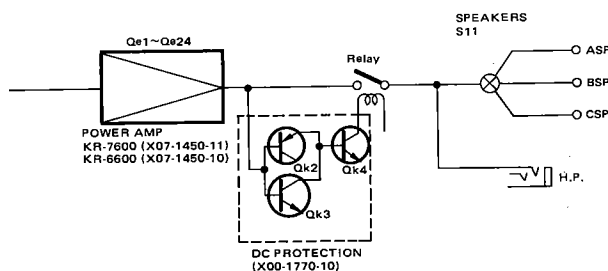 Qe1~Qe24
SPEAKERS
S11
Relay
ASP
BSP
CSP
POWER AMP
KR-7600 (X07-1450-11)
KR-6600 (X07-1450-10)
Qk2
Qk4
Qk3
H.P.
DC PROTECTION
(X00-1770-10)